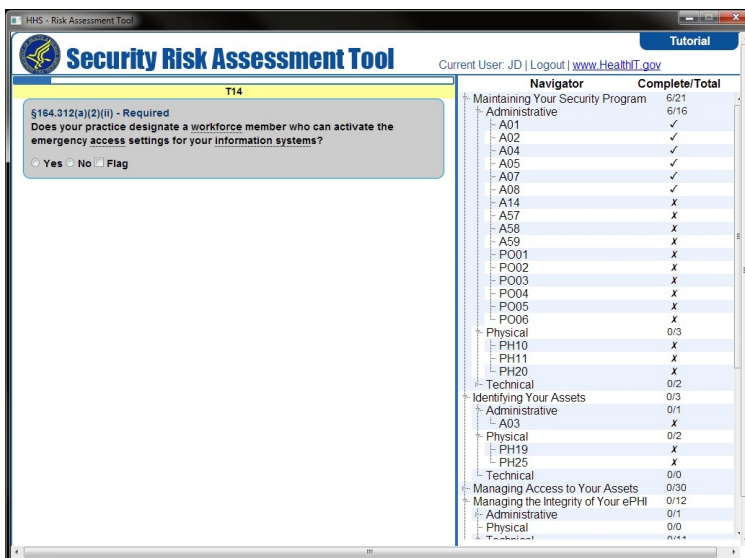 HHS - Risk Assessment Tool
Tutorial
Security Risk Assessment Tool
Current User: JD | Logout | www.HealthIT.gov
T14
§164.312(a)(2)(ii) - Required
Does your practice designate a workforce member who can activate the
emergency access settings for your information systems?
Yes No Flag
Navigator Complete/Total
Maintaining Your Security Program 6/21
Administrative 6/16
A01 ✓
A02 ✓
A04 ✓
A05 ✓
A07 ✓
A08 ✓
A14 X
A57 X
A58 X
A59 X
PO01 X
PO02 X
PO03 X
PO04 X
PO05 X
PO06 X
Physical 0/3
PH10 X
PH11 X
PH20 X
Technical 0/2
Identifying Your Assets 0/3
Administrative 0/1
A03 X
Physical 0/2
PH19 X
PH25 X
Technical 0/0
Managing Access to Your Assets 0/30
Managing the Integrity of Your ePHI 0/12
Administrative 0/1
Physical 0/0
Technical 0/11